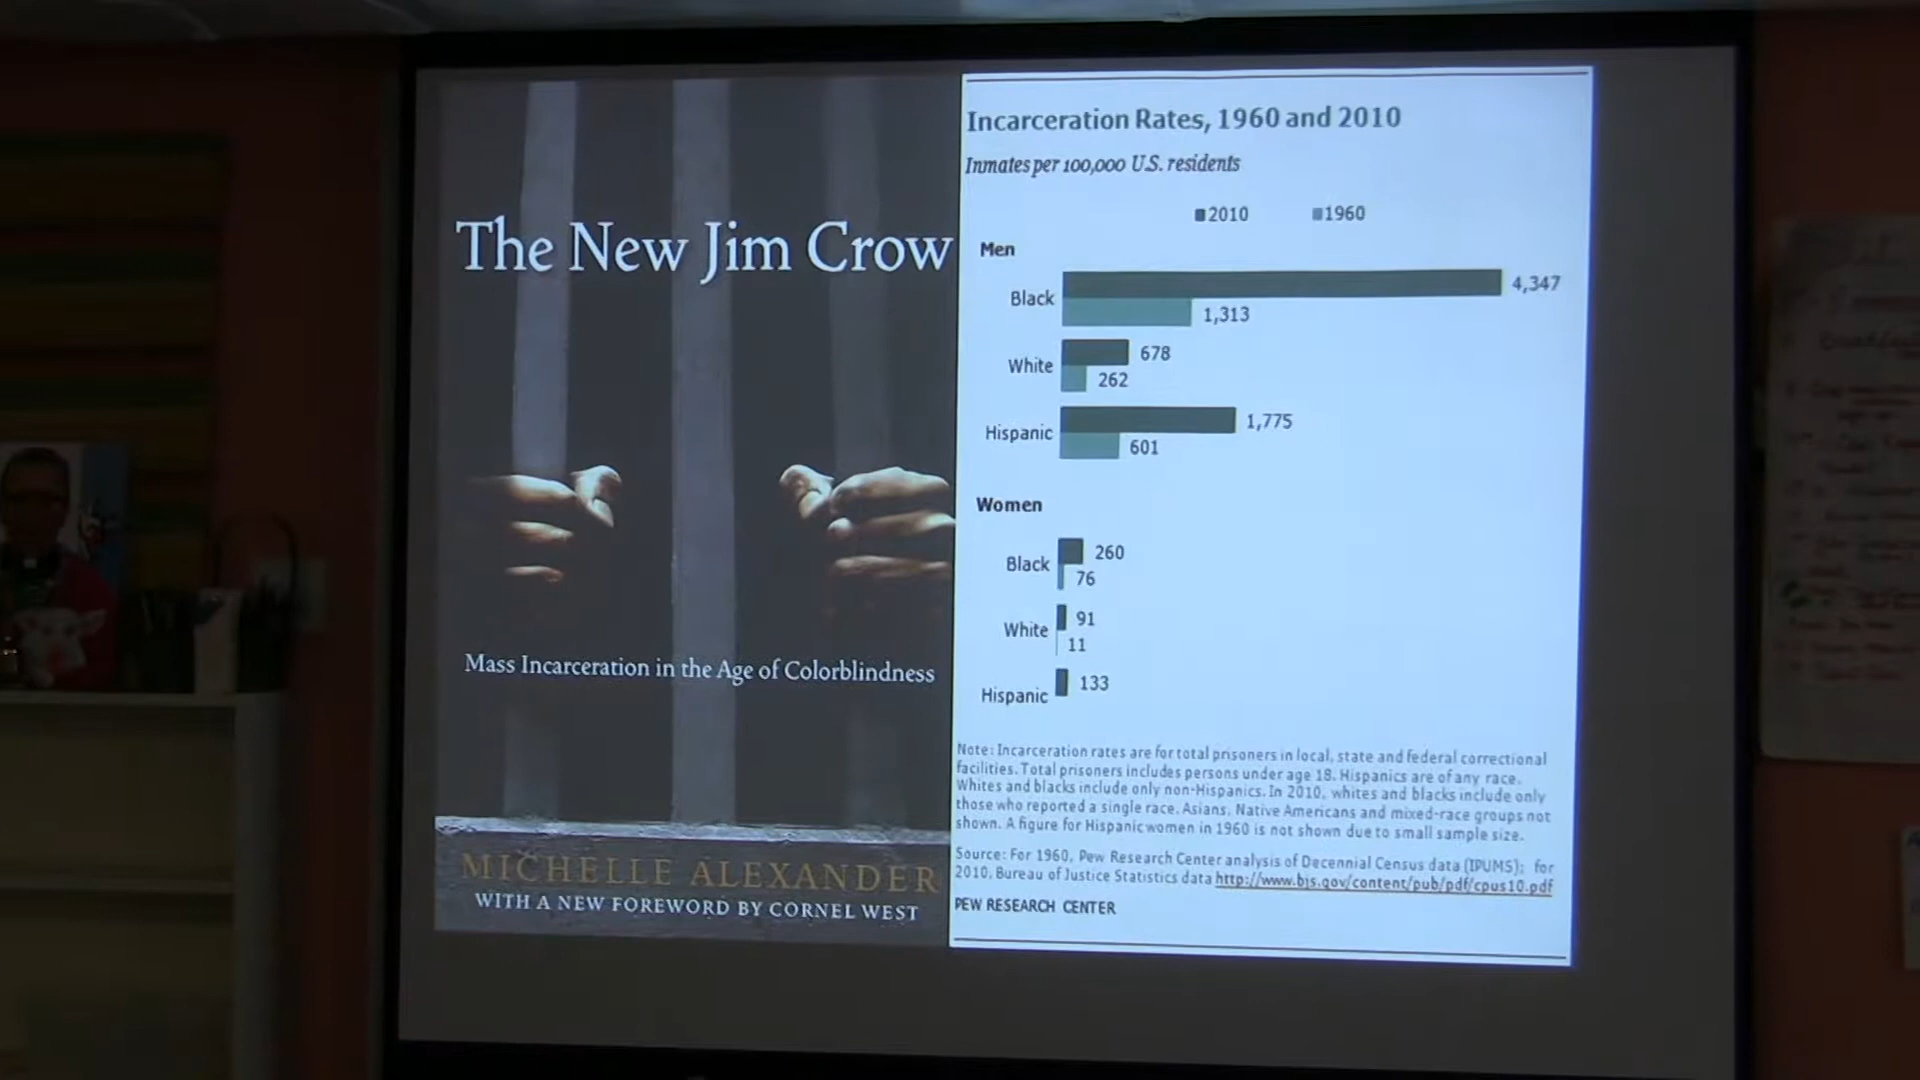 The New Jim Crow
Mass Incarceration in the Age of Colorblindness
MICHELLE ALEXANDER
WITH A NEW FOREWORD BY CORNEL WEST
Incarceration Rates, 1960 and 2010
Inmates per 100,000 U.S. residents
2010 1960
Men
Black 4,347
1,313
White 678
262
Hispanic 1,775
601
Women
Black 260
76
White 91
11
Hispanic 133
Note: Incarceration rates are for total prisoners in local, state and federal correctional
facilities. Total prisoners includes persons under age 18. Hispanics are of any race.
Whites and blacks include only non-Hispanics. In 2010, whites and blacks include only
those who reported a single race. Asians, Native Americans and mixed-race groups not
shown. A figure for Hispanic women in 1960 is not shown due to small sample size.
Source: For 1960, Pew Research Center analysis of Decennial Census data (IPUMS); for
2010, Bureau of Justice Statistics data http://www.bjs.gov/content/pub/pdf/cpus10.pdf
PEW RESEARCH CENTER